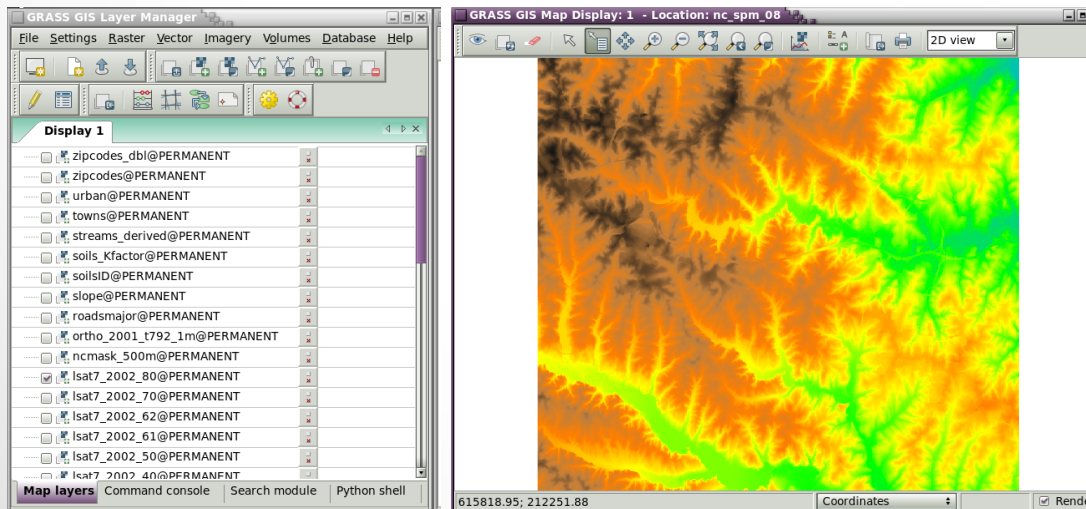 GRASS GIS Layer Manager
File Settings Raster Vector Imagery Volumes Database Help
Display 1
zipcodes_dbl@PERMANENT
zipcodes@PERMANENT
urban@PERMANENT
towns@PERMANENT
streams_derived@PERMANENT
soils_Kfactor@PERMANENT
soilsID@PERMANENT
slope@PERMANENT
roadsmajor@PERMANENT
ortho_2001_t792_1m@PERMANENT
ncmask_500m@PERMANENT
lsat7_2002_80@PERMANENT
lsat7_2002_70@PERMANENT
lsat7_2002_62@PERMANENT
lsat7_2002_61@PERMANENT
lsat7_2002_50@PERMANENT
lsat7_2002_40@PERMANENT
Map layers Command console Search module Python shell
GRASS GIS Map Display: 1 - Location: nc_spm_08
2D view
615818.95; 212251.88 Coordinates Rende